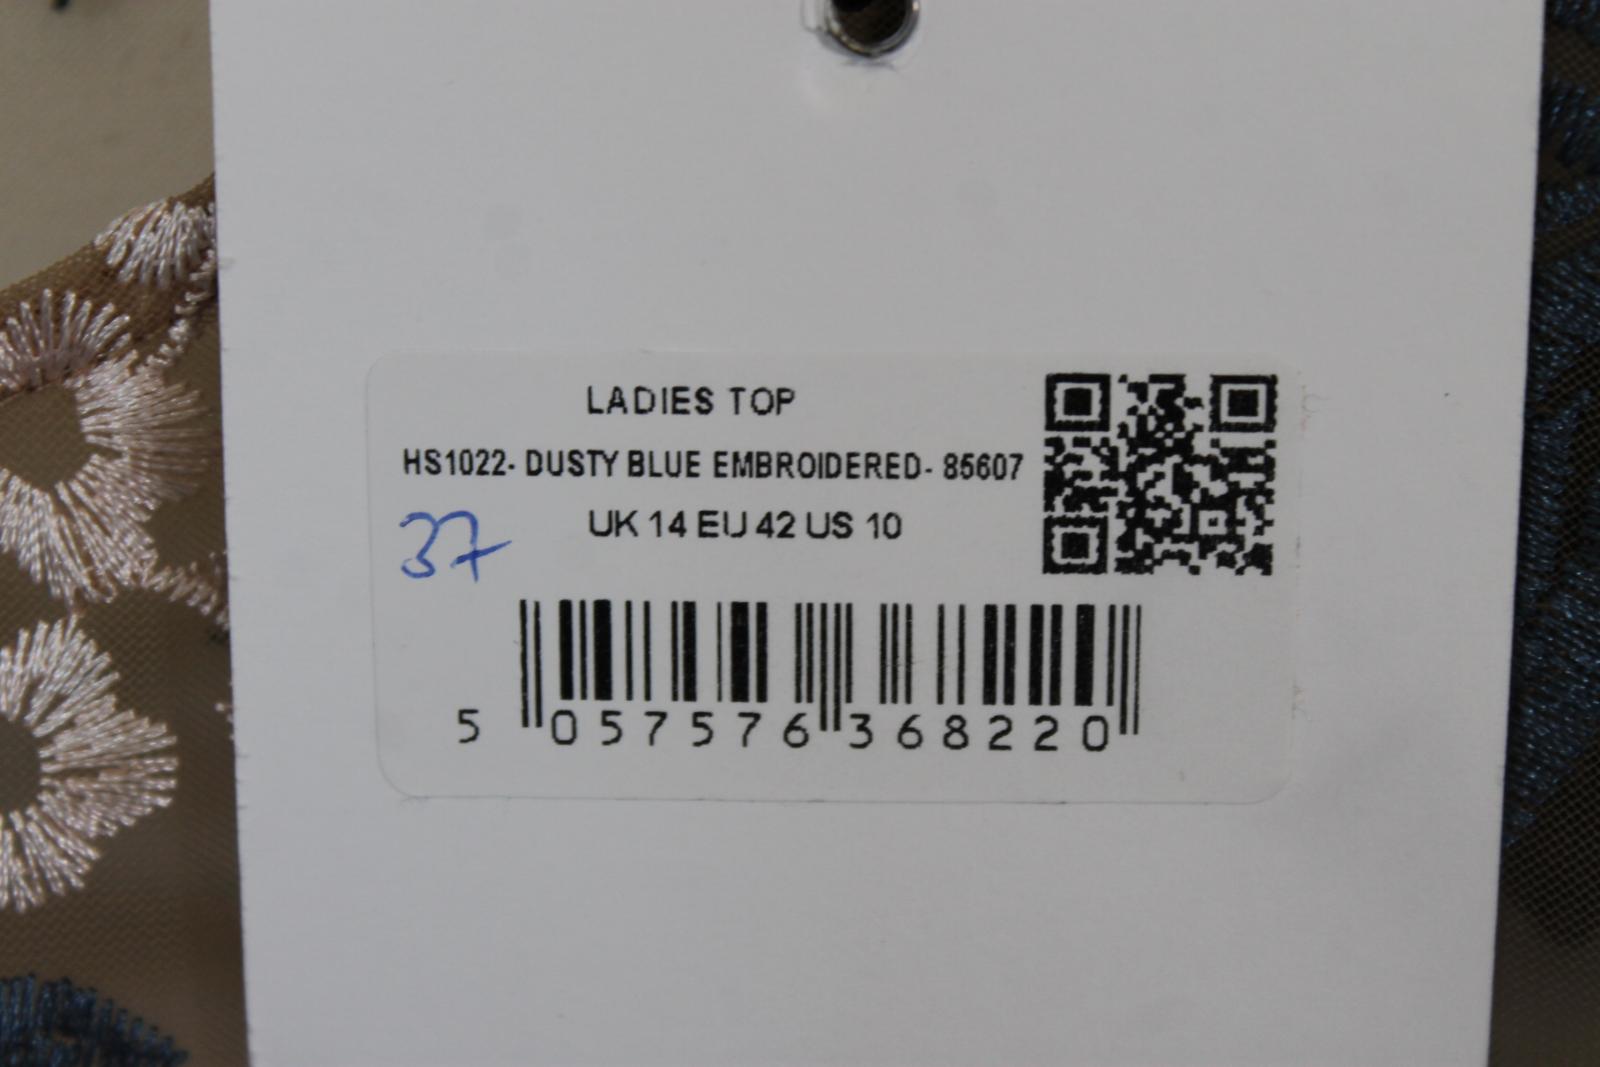 LADIES TOP
HS1022- DUSTY BLUE EMBROIDERED- 85607
37
UK 14 EU 42 US 10
5 057576 368220